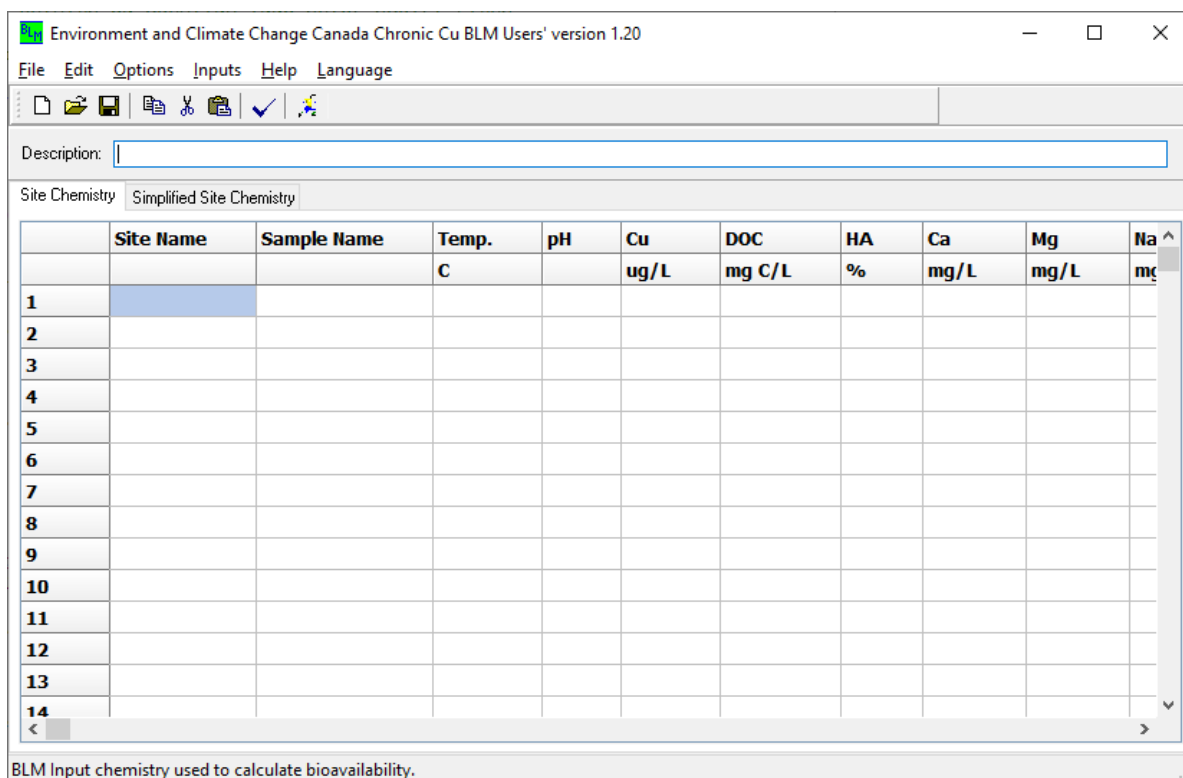 BLM Environment and Climate Change Canada Chronic Cu BLM Users' version 1.20
File Edit Options Inputs Help Language
Description:
Site Chemistry Simplified Site Chemistry
Site Name Sample Name Temp. pH Cu DOC HA Ca Mg Na
C ug/L mg C/L % mg/L mg/L
1
2
3
4
5
6
7
8
9
10
11
12
13
14
BLM Input chemistry used to calculate bioavailability.